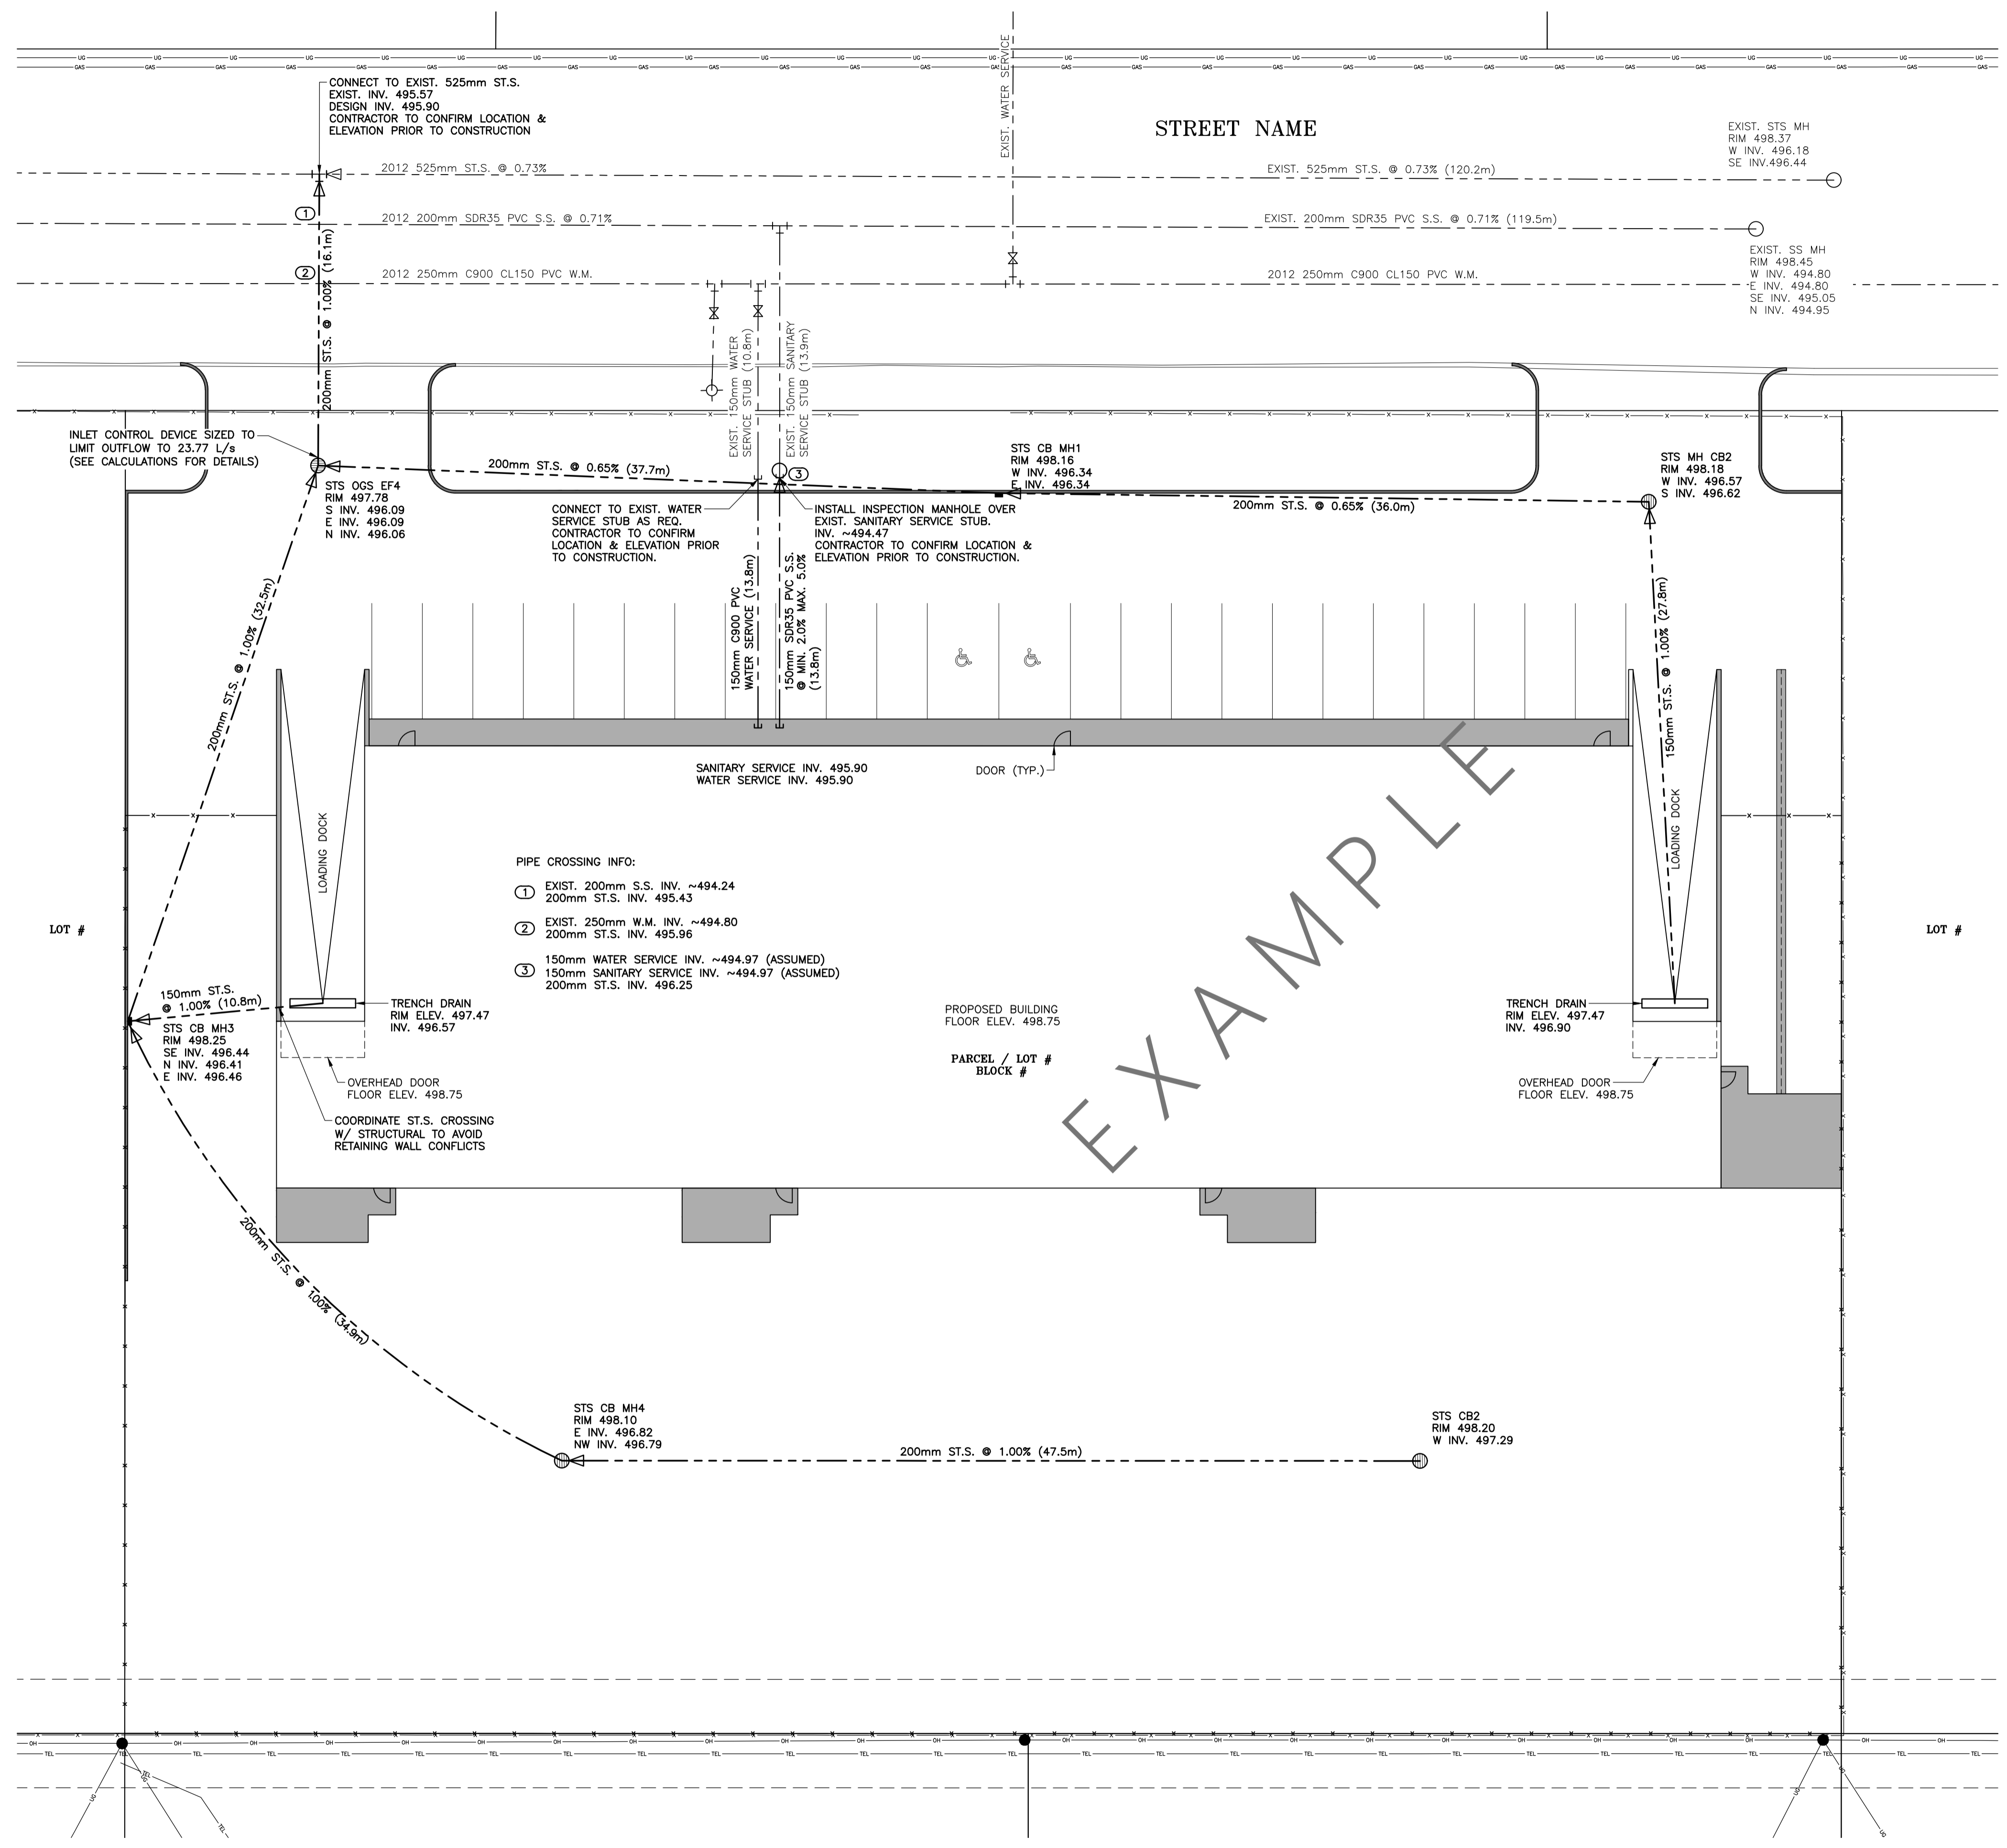 CONNECT TO EXIST. 525mm ST.S.
EXIST. INV. 495.57
DESIGN INV. 495.90
CONTRACTOR TO CONFIRM LOCATION &
ELEVATION PRIOR TO CONSTRUCTION
EXIST. WATER SERVICE
STREET NAME
EXIST. STS MH
RIM 498.37
W INV. 496.18
SE INV.496.44
2012 525mm ST.S. @ 0.73%
EXIST. 525mm ST.S. @ 0.73% (120.2m)
1
2012 200mm SDR35 PVC S.S. @ 0.71%
EXIST. 200mm SDR35 PVC S.S. @ 0.71% (119.5m)
EXIST. SS MH
RIM 498.45
W INV. 494.80
E INV. 494.80
SE INV. 495.05
N INV. 494.95
2
2012 250mm C900 CL150 PVC W.M.
2012 250mm C900 CL150 PVC W.M.
200mm ST.S. @ 1.00% (16.1m)
EXIST. 150mm WATER
SERVICE STUB (10.8m)
EXIST. 150mm SANITARY
SERVICE STUB (13.9m)
INLET CONTROL DEVICE SIZED TO
LIMIT OUTFLOW TO 23.77 L/s
(SEE CALCULATIONS FOR DETAILS)
200mm ST.S. @ 0.65% (37.7m)
3
STS CB MH1
RIM 498.16
W INV. 496.34
E INV. 496.34
STS MH CB2
RIM 498.18
W INV. 496.57
S INV. 496.62
STS OGS EF4
RIM 497.78
S INV. 496.09
E INV. 496.09
N INV. 496.06
200mm ST.S. @ 0.65% (36.0m)
CONNECT TO EXIST. WATER
SERVICE STUB AS REQ.
CONTRACTOR TO CONFIRM
LOCATION & ELEVATION PRIOR
TO CONSTRUCTION.
INSTALL INSPECTION MANHOLE OVER
EXIST. SANITARY SERVICE STUB.
INV. ~494.47
CONTRACTOR TO CONFIRM LOCATION &
ELEVATION PRIOR TO CONSTRUCTION.
200mm ST.S. @ 1.00% (32.5m)
150mm C900 PVC
WATER SERVICE (13.8m)
150mm SDR35 PVC S.S.
@ MIN. 2.0% MAX. 5.0%
(13.8m)
150mm ST.S. @ 1.00% (27.8m)
SANITARY SERVICE INV. 495.90
WATER SERVICE INV. 495.90
DOOR (TYP.)
LOADING DOCK
LOADING DOCK
EXAMPLE
PIPE CROSSING INFO:
1 EXIST. 200mm S.S. INV. ~494.24
200mm ST.S. INV. 495.43
2 EXIST. 250mm W.M. INV. ~494.80
200mm ST.S. INV. 495.96
3 150mm WATER SERVICE INV. ~494.97 (ASSUMED)
150mm SANITARY SERVICE INV. ~494.97 (ASSUMED)
200mm ST.S. INV. 496.25
LOT #
LOT #
150mm ST.S.
@ 1.00% (10.8m)
STS CB MH3
RIM 498.25
SE INV. 496.44
N INV. 496.41
E INV. 496.46
TRENCH DRAIN
RIM ELEV. 497.47
INV. 496.57
PROPOSED BUILDING
FLOOR ELEV. 498.75
PARCEL / LOT #
BLOCK #
TRENCH DRAIN
RIM ELEV. 497.47
INV. 496.90
OVERHEAD DOOR
FLOOR ELEV. 498.75
OVERHEAD DOOR
FLOOR ELEV. 498.75
COORDINATE ST.S. CROSSING
W/ STRUCTURAL TO AVOID
RETAINING WALL CONFLICTS
200mm ST.S. @ 1.00% (34.9m)
STS CB MH4
RIM 498.10
E INV. 496.82
NW INV. 496.79
200mm ST.S. @ 1.00% (47.5m)
STS CB2
RIM 498.20
W INV. 497.29